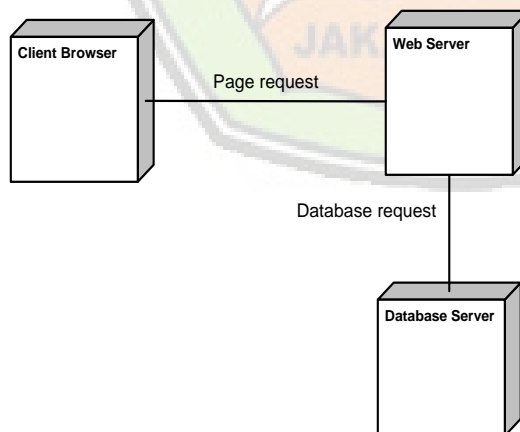 Client Browser
Web Server
Page request
Database request
Database Server